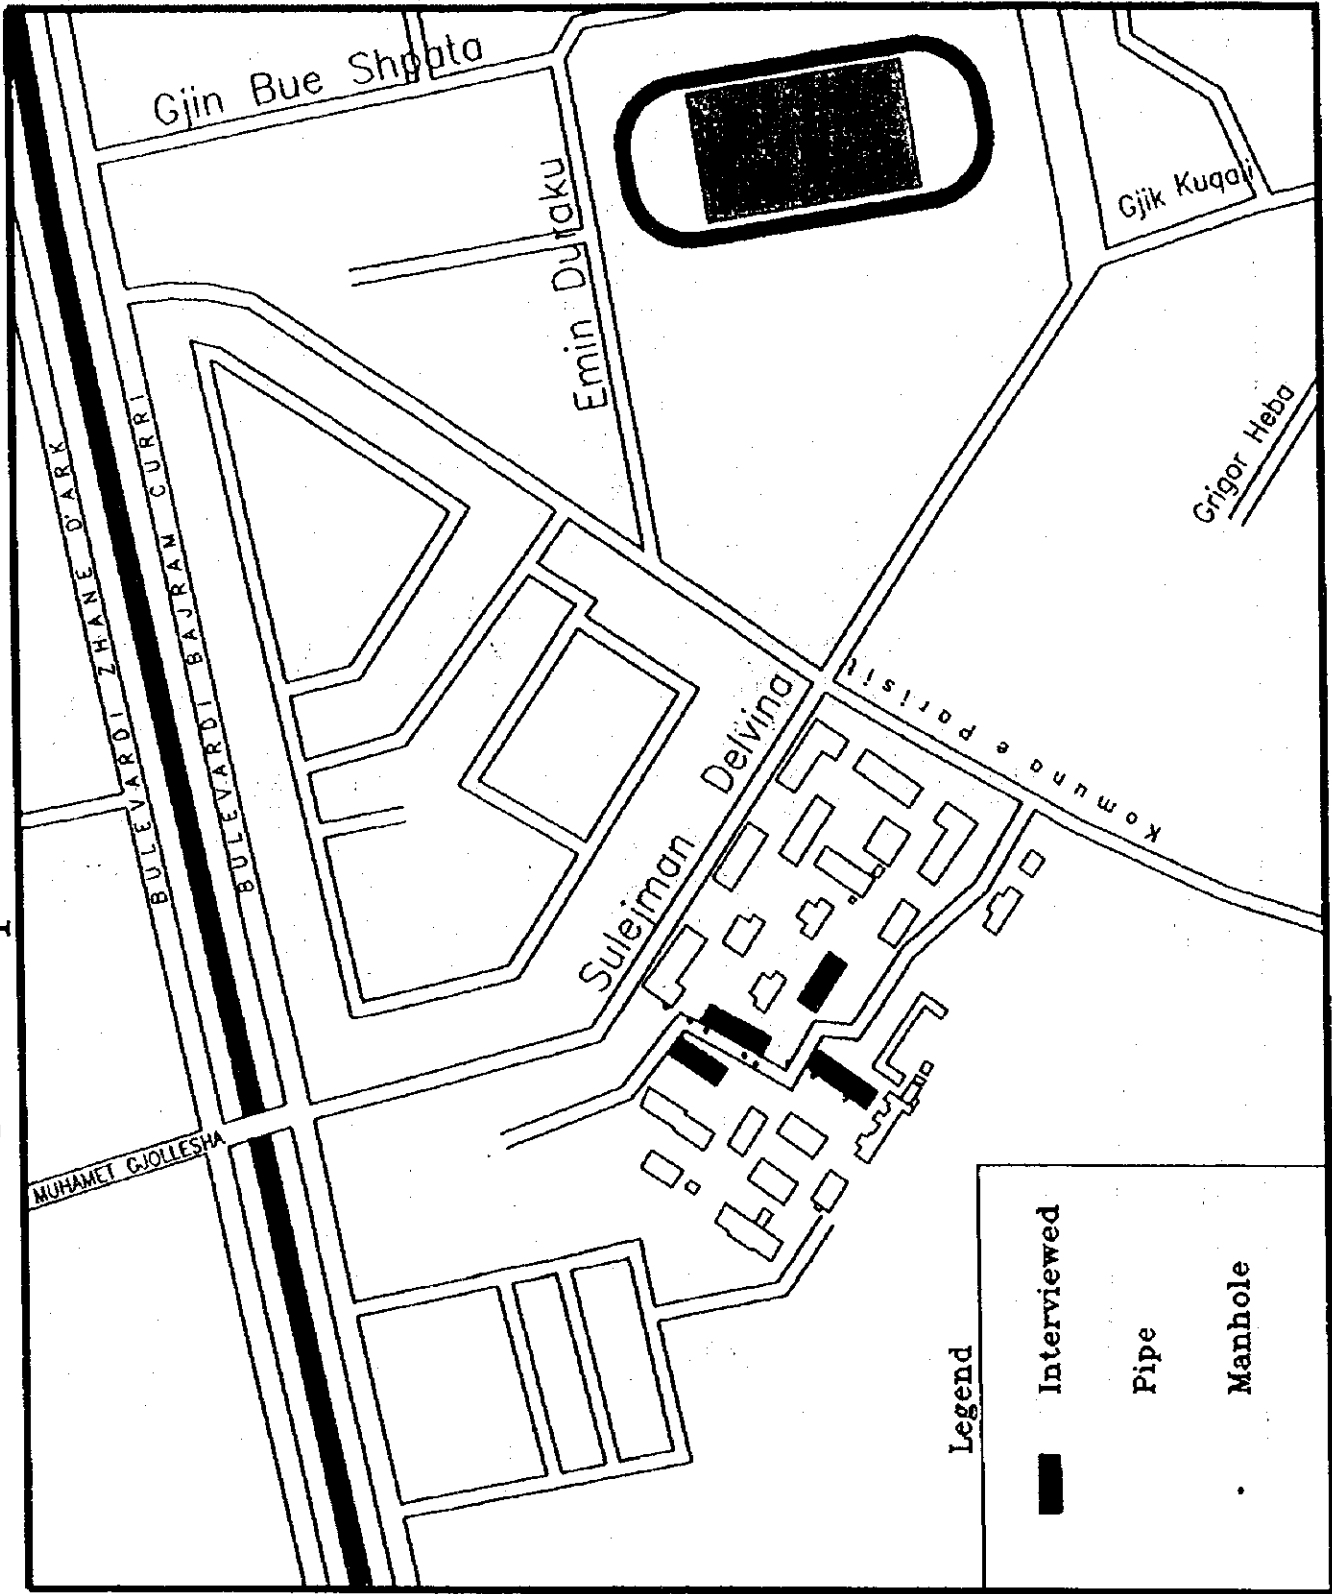 Gjin Bue Shpata
Emin Duraku
Gjik Kuqali
BULEVARDI ZHANE D'ARK
BULEVARDI BAJRAM CURRI
Grigor Heba
Sulejman Delvina
Komuna e Parisit
MUHAMET GJOLLESHA
Legend
Interviewed
Pipe
Manhole